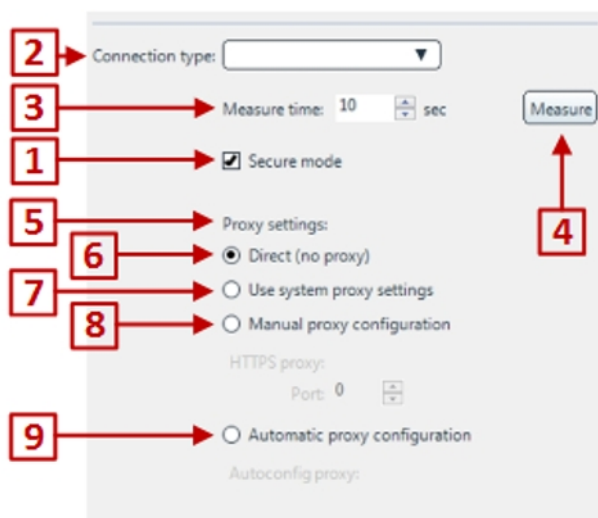 2 Connection type:
3 Measure time: 10 sec Measure
1 Secure mode
4
5 Proxy settings:
6 Direct (no proxy)
7 Use system proxy settings
8 Manual proxy configuration
HTTPS proxy:
Port: 0
9 Automatic proxy configuration
Autoconfig proxy: